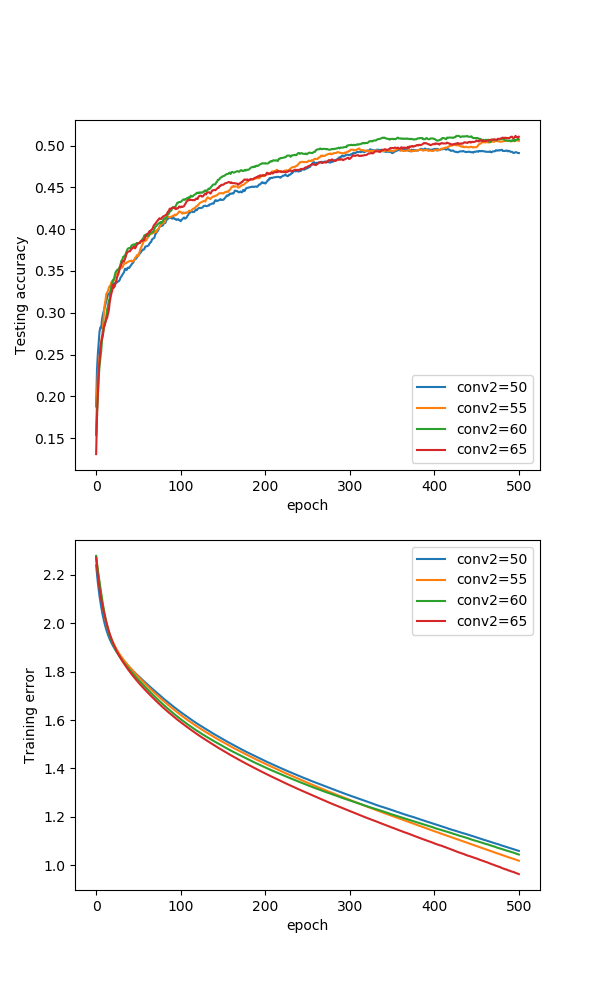 Testing accuracy
0.50
0.45
0.40
0.35
0.30
0.25
0.20
0.15
conv2=50
conv2=55
conv2=60
conv2=65
0 100 200 300 400 500
epoch
Training error
2.2
2.0
1.8
1.6
1.4
1.2
1.0
conv2=50
conv2=55
conv2=60
conv2=65
0 100 200 300 400 500
epoch